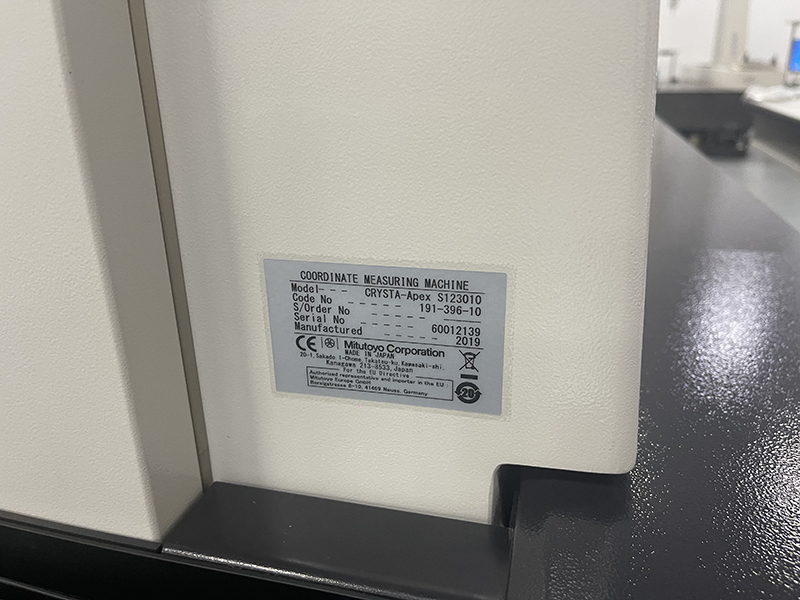 COORDINATE MEASURING MACHINE
Model- - - CRYSTA-Apex S123010
Code No - - - - - 191-396-10
S/Order No - - - - -
Serial No - - - - - 60012139
Manufactured - - - - - 2019
CE Mitutoyo Corporation
MADE IN JAPAN
20-1, Sakado 1-Chome, Takatsu-ku, Kawasaki-shi,
Kanagawa 213-8533, Japan
For the EU Directive
Authorized representative and importer in the EU
Mitutoyo Europe GmbH
Borsigstrasse 8-10, 41469 Neuss, Germany
20